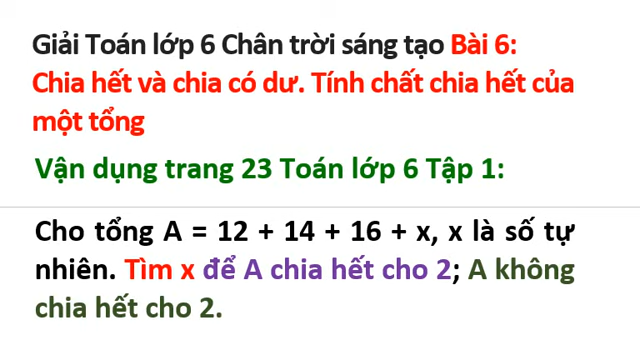 Giải Toán lớp 6 Chân trời sáng tạo Bài 6:
Chia hết và chia có dư. Tính chất chia hết của
một tổng
Vận dụng trang 23 Toán lớp 6 Tập 1:
Cho tổng A = 12 + 14 + 16 + x, x là số tự
nhiên. Tìm x để A chia hết cho 2; A không
chia hết cho 2.